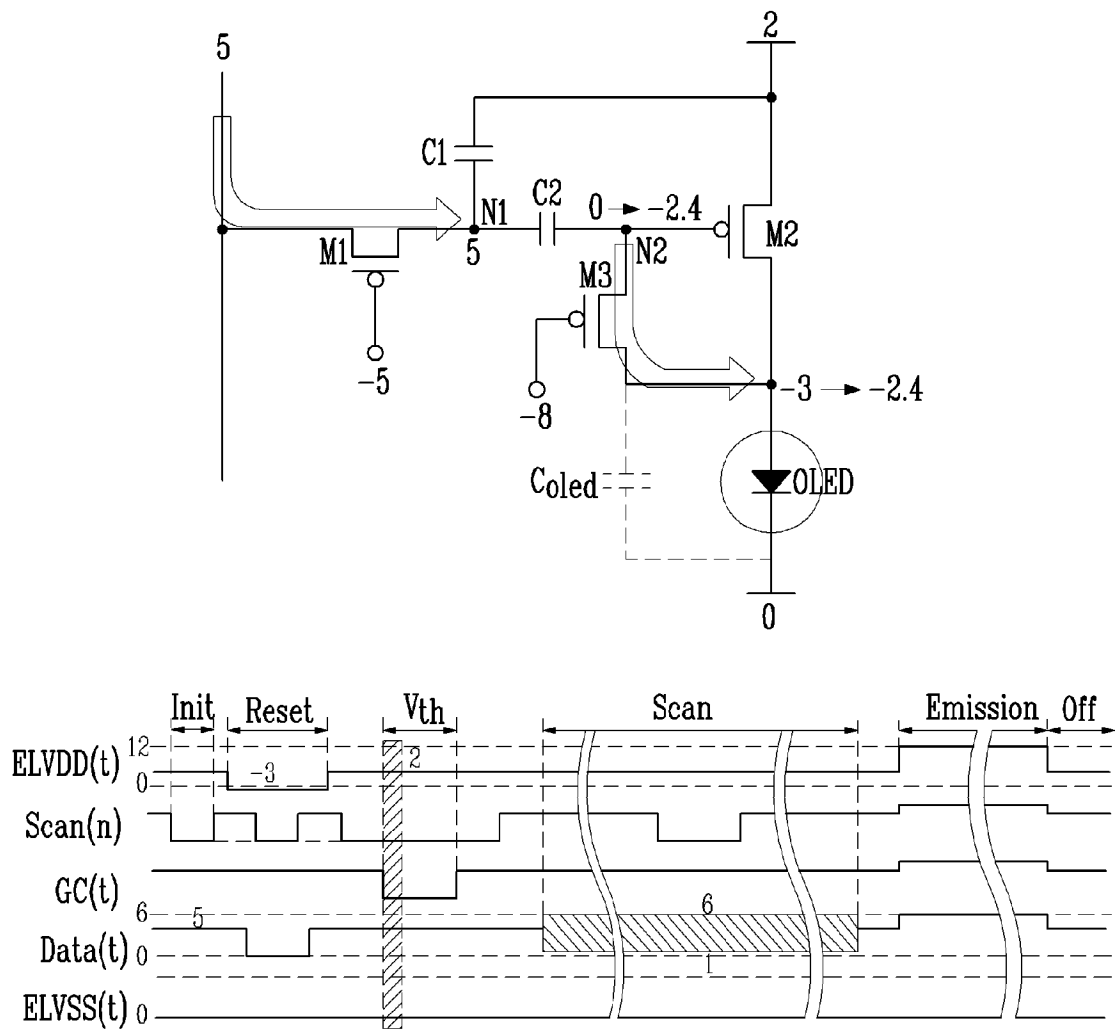 5
2
C1
C2
0 → -2.4
N1
5
N2
M1
M2
M3
-5
-8
-3 → -2.4
Coled
OLED
0
Init
Reset
Vth
Scan
Emission
Off
ELVDD(t)
12
0
-3
2
Scan(n)
GC(t)
Data(t)
6
0
5
6
1
ELVSS(t)
0